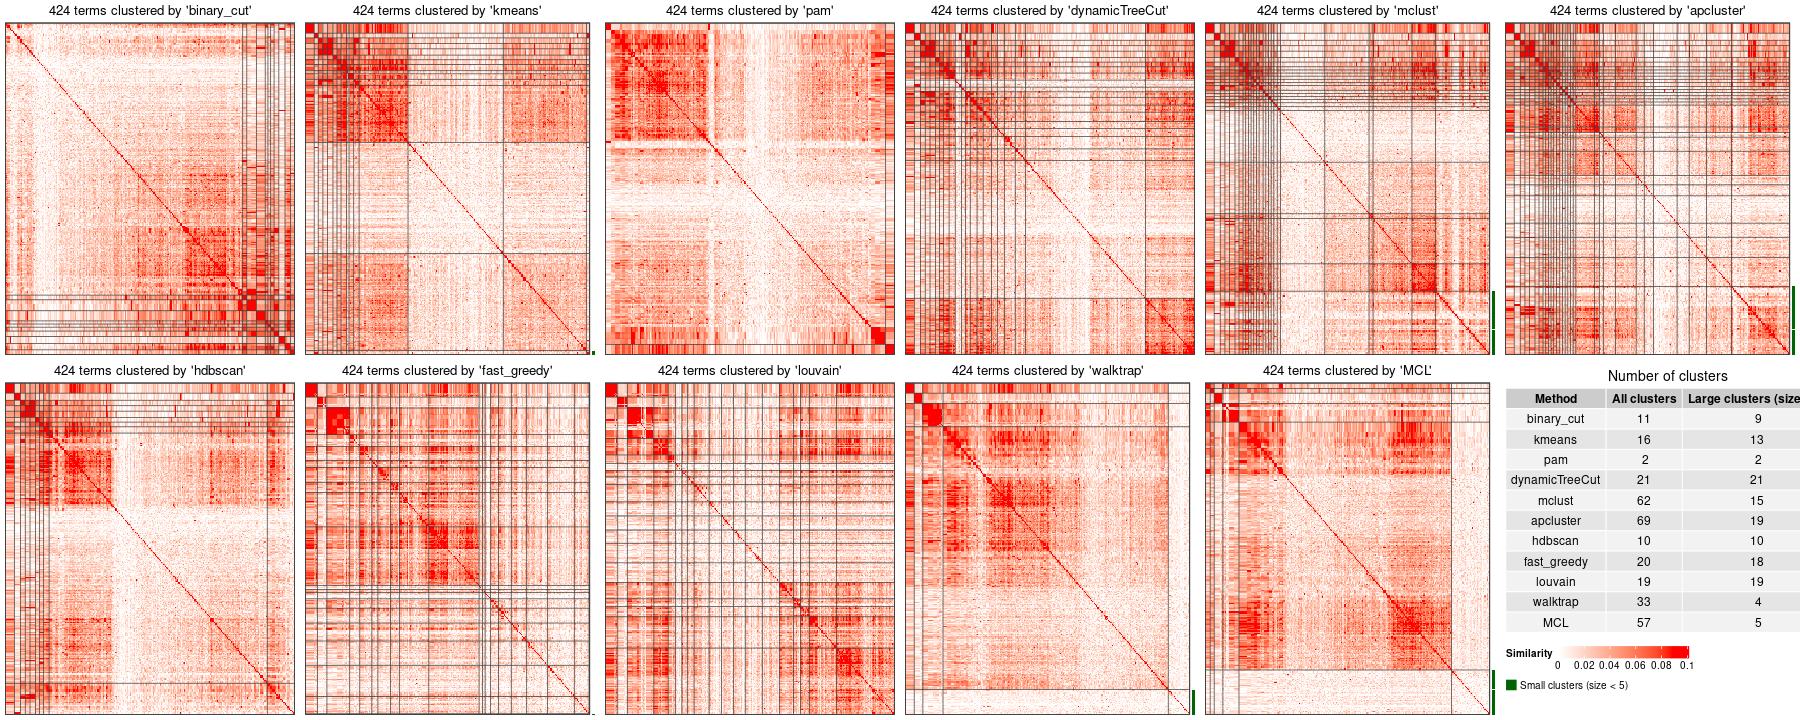 424 terms clustered by 'binary_cut'
424 terms clustered by 'kmeans'
424 terms clustered by 'pam'
424 terms clustered by 'dynamicTreeCut'
424 terms clustered by 'mclust'
424 terms clustered by 'apcluster'
424 terms clustered by 'hdbscan'
424 terms clustered by 'fast_greedy'
424 terms clustered by 'louvain'
424 terms clustered by 'walktrap'
424 terms clustered by 'MCL'
Number of clusters
Method All clusters Large clusters (size
binary_cut 11 9
kmeans 16 13
pam 2 2
dynamicTreeCut 21 21
mclust 62 15
apcluster 69 19
hdbscan 10 10
fast_greedy 20 18
louvain 19 19
walktrap 33 4
MCL 57 5
Similarity
0 0.02 0.04 0.06 0.08 0.1
Small clusters (size < 5)